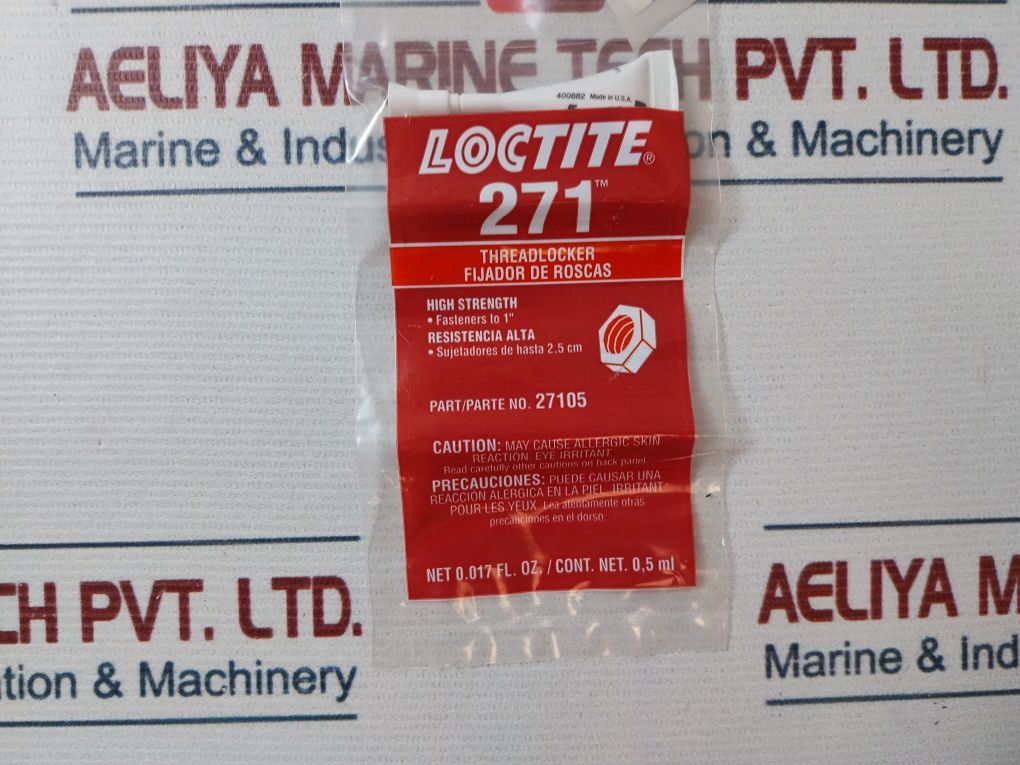 AELIYA MARINE TECH PVT. LTD.
Marine & Indus on & Machinery
400882 Made in U.S.A.
LOCTITE®
271™
THREADLOCKER
FIJADOR DE ROSCAS
HIGH STRENGTH
• Fasteners to 1"
RESISTENCIA ALTA
• Sujetadores de hasta 2.5 cm
PART/PARTE NO. 27105
CAUTION: MAY CAUSE ALLERGIC SKIN
REACTION. EYE IRRITANT.
Read carefully other cautions on back panel.
PRECAUCIONES: PUEDE CAUSAR UNA
REACCION ALERGICA EN LA PIEL. IRRITANT
POUR LES YEUX. Lea atentamente otras
precauciones en el dorso.
NET 0.017 FL. OZ. / CONT. NET. 0,5 ml
CH PVT. LTD.
ation & Machinery
AELIYA M
Marine & Ind